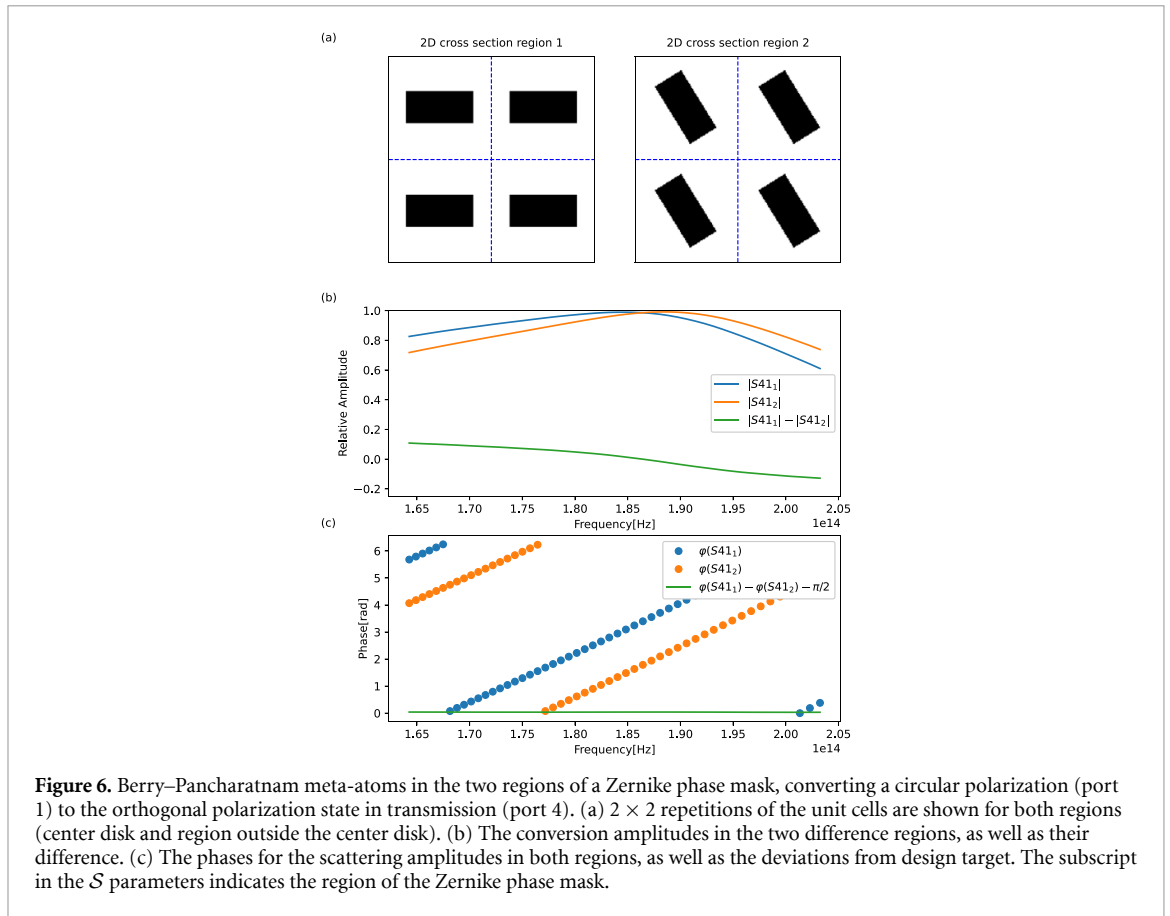 (a)
2D cross section region 1
2D cross section region 2
(b)
1.0
0.8
0.6
0.4
0.2
0.0
−0.2
Relative Amplitude
|S41₁|
|S41₂|
|S41₁| − |S41₂|
1.65 1.70 1.75 1.80 1.85 1.90 1.95 2.00 2.05
Frequency[Hz]
1e14
(c)
6
5
4
3
2
1
0
Phase[rad]
φ(S41₁)
φ(S41₂)
φ(S41₁) − φ(S41₂) − π/2
1.65 1.70 1.75 1.80 1.85 1.90 1.95 2.00 2.05
Frequency[Hz]
1e14
Figure 6. Berry–Pancharatnam meta-atoms in the two regions of a Zernike phase mask, converting a circular polarization (port
1) to the orthogonal polarization state in transmission (port 4). (a) 2 × 2 repetitions of the unit cells are shown for both regions
(center disk and region outside the center disk). (b) The conversion amplitudes in the two difference regions, as well as their
difference. (c) The phases for the scattering amplitudes in both regions, as well as the deviations from design target. The subscript
in the 𝒮 parameters indicates the region of the Zernike phase mask.